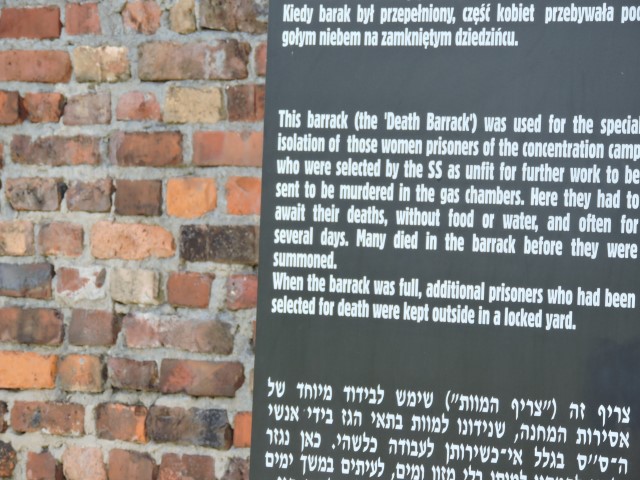 Kiedy barak był przepełniony, część kobiet przebywała pod
gołym niebem na zamkniętym dziedzińcu.
This barrack (the 'Death Barrack') was used for the special
isolation of those women prisoners of the concentration camp
who were selected by the SS as unfit for further work to be
sent to be murdered in the gas chambers. Here they had to
await their deaths, without food or water, and often for
several days. Many died in the barrack before they were
summoned.
When the barrack was full, additional prisoners who had been
selected for death were kept outside in a locked yard.
צריף זה ("צריף המוות") שימש לבידוד מיוחד של
אסירות המחנה, שנידונו למוות בתאי הגז בידי אנשי
ה-ס"ס בגלל אי-כשירותן לעבודה כלשהי. כאן נגזר
בלי מזון ומים, לעיתים במשך ימים